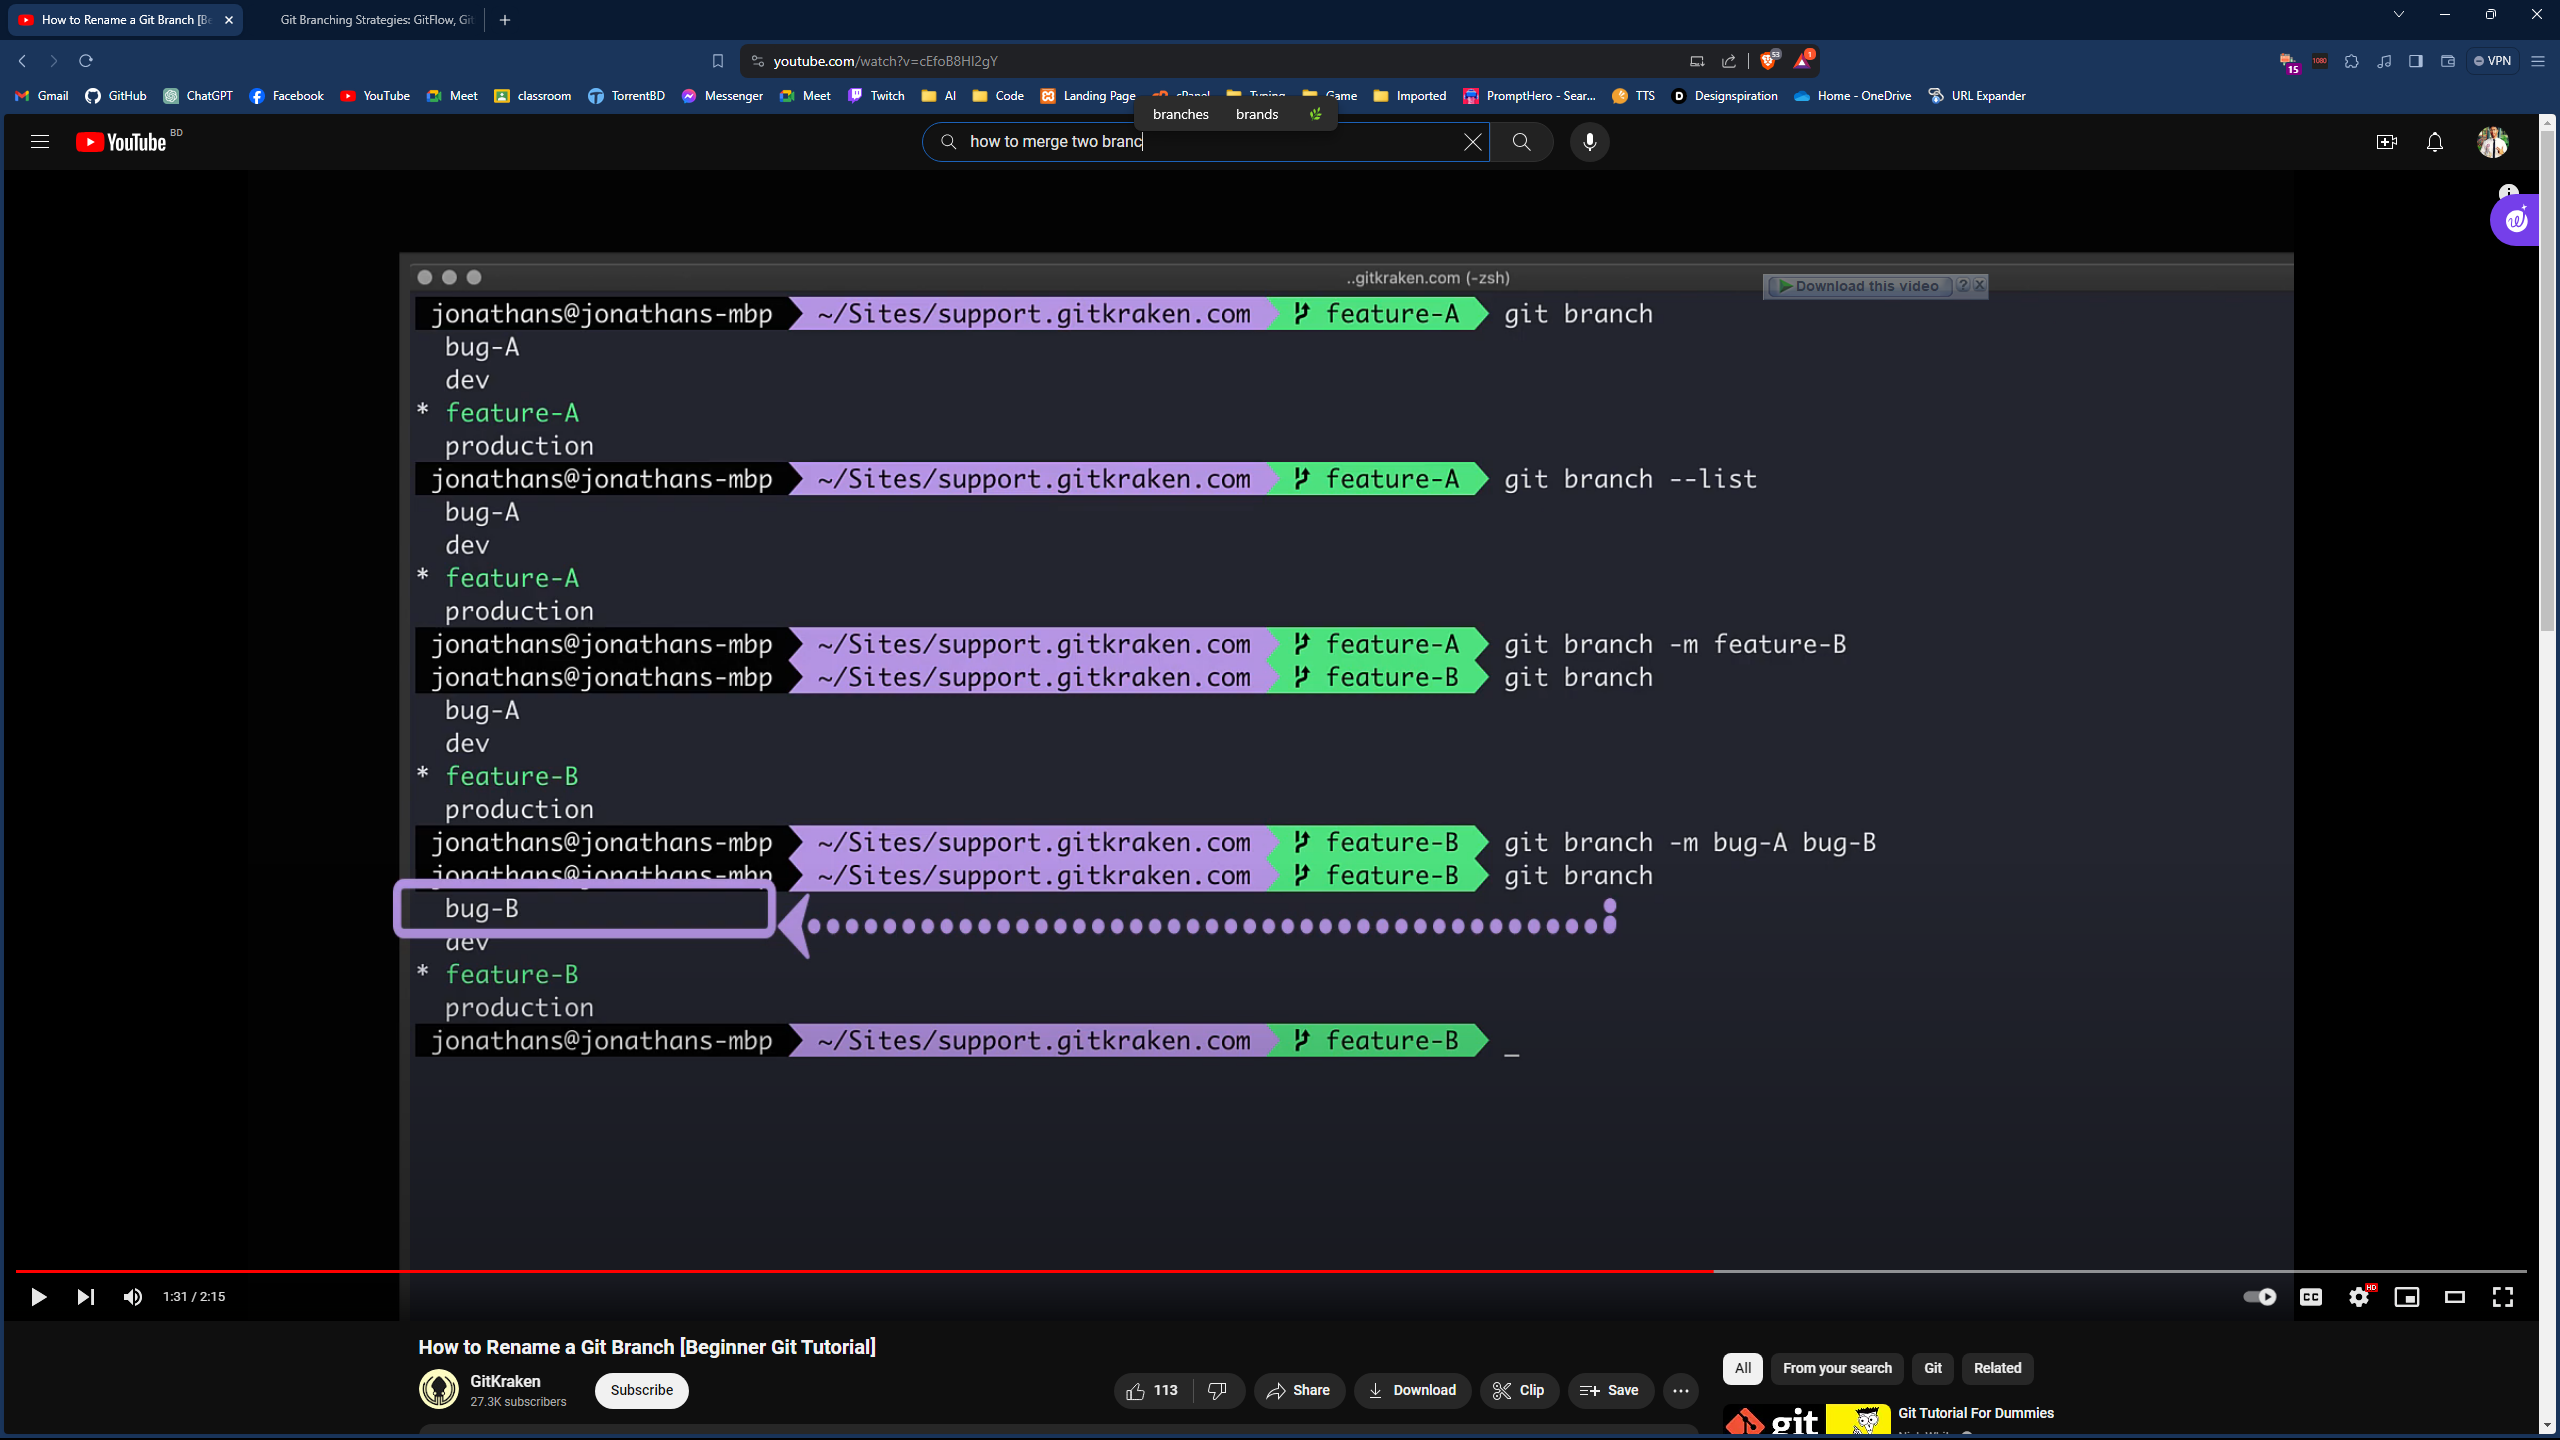 How to Rename a Git Branch [Be
Git Branching Strategies: GitFlow, Git
youtube.com/watch?v=cEfoB8Hl2gY
53
1
15
1080
VPN
Gmail GitHub ChatGPT Facebook YouTube Meet classroom TorrentBD Messenger Meet Twitch AI Code Landing Page cPanel Typing Game Imported PromptHero - Sear... TTS Designspiration Home - OneDrive URL Expander
branches brands
YouTube BD
how to merge two branc
..gitkraken.com (-zsh)
Download this video ? X
jonathans@jonathans-mbp ~/Sites/support.gitkraken.com feature-A git branch
bug-A
dev
* feature-A
production
jonathans@jonathans-mbp ~/Sites/support.gitkraken.com feature-A git branch --list
bug-A
dev
* feature-A
production
jonathans@jonathans-mbp ~/Sites/support.gitkraken.com feature-A git branch -m feature-B
jonathans@jonathans-mbp ~/Sites/support.gitkraken.com feature-B git branch
bug-A
dev
* feature-B
production
jonathans@jonathans-mbp ~/Sites/support.gitkraken.com feature-B git branch -m bug-A bug-B
jonathans@jonathans-mbp ~/Sites/support.gitkraken.com feature-B git branch
bug-B
dev
* feature-B
production
jonathans@jonathans-mbp ~/Sites/support.gitkraken.com feature-B _
1:31 / 2:15
CC
HD
How to Rename a Git Branch [Beginner Git Tutorial]
GitKraken
27.3K subscribers
Subscribe
113
Share
Download
Clip
Save
All From your search Git Related
git
Git Tutorial For Dummies